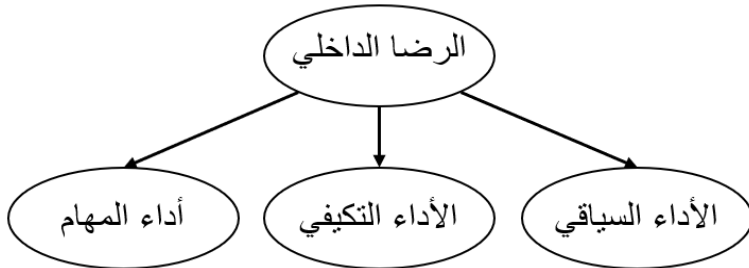 الرضا الداخلي
الأداء السياقي
الأداء التكيفي
أداء المهام